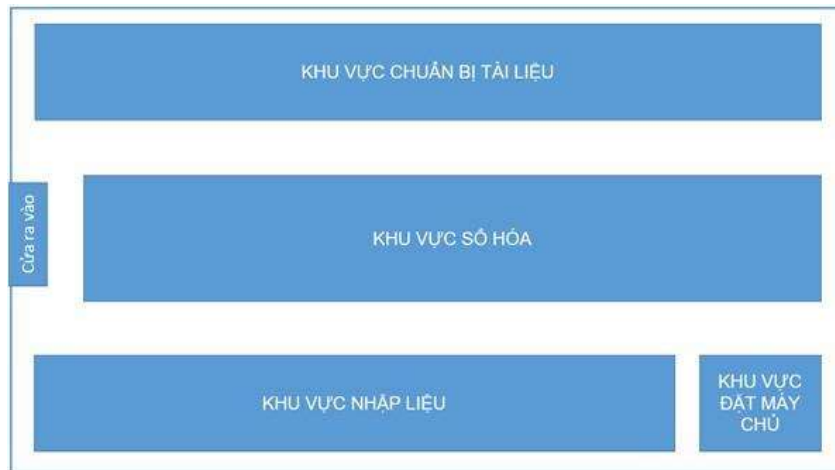 KHU VỰC CHUẨN BỊ TÀI LIỆU
Cửa ra vào
KHU VỰC SỐ HÓA
KHU VỰC NHẬP LIỆU
KHU VỰC
ĐẶT MÁY
CHỦ